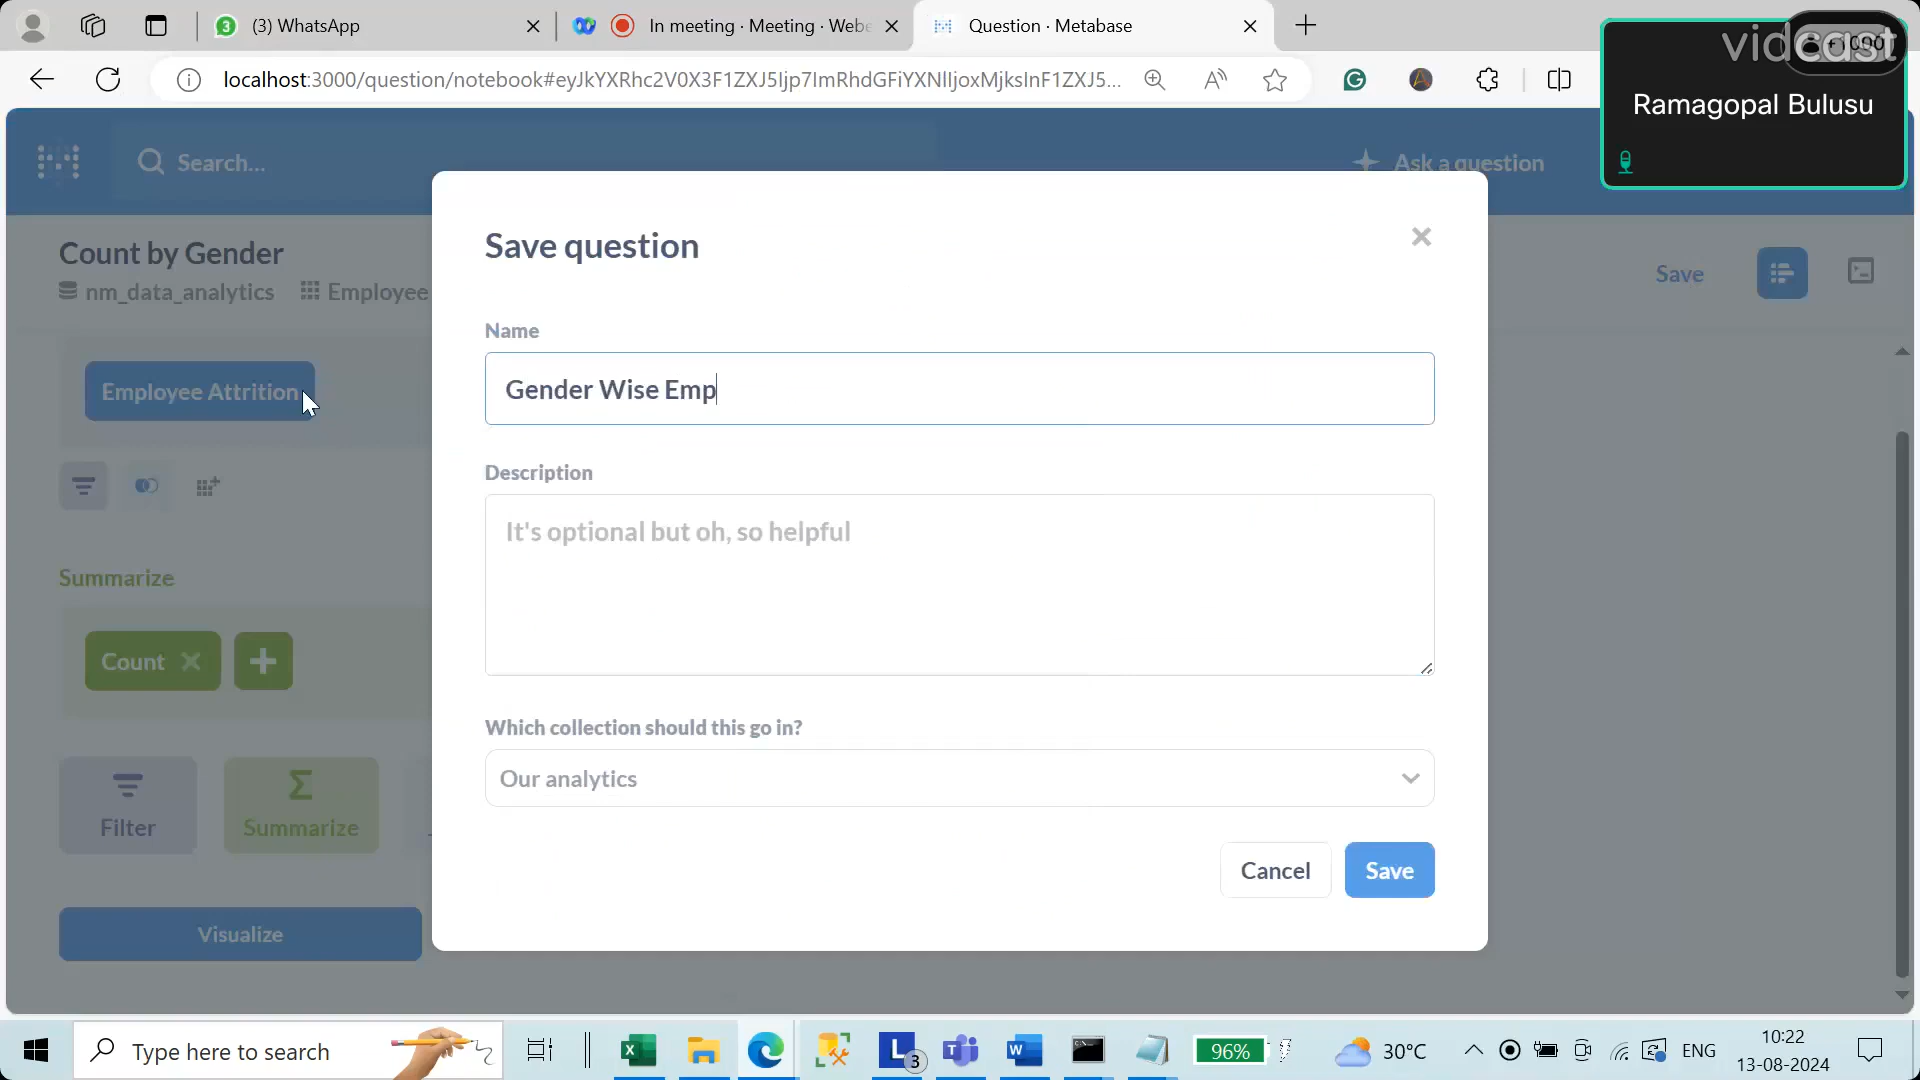 (3) WhatsApp
In meeting · Meeting · Webe
Question · Metabase
vidcast
localhost:3000/question/notebook#eyJkYXRhc2V0X3F1ZXJ5Ijp7ImRhdGFiYXNlIjoxMjksInF1ZXJ5...
Ramagopal Bulusu
Search...
Ask a question
Save question
Count by Gender
Save
nm_data_analytics
Employee
Name
Gender Wise Emp
Employee Attrition
Description
It's optional but oh, so helpful
Summarize
Count
Which collection should this go in?
Our analytics
Filter
Summarize
Cancel
Save
Visualize
Type here to search
3
96%
30°C
ENG
10:22
13-08-2024